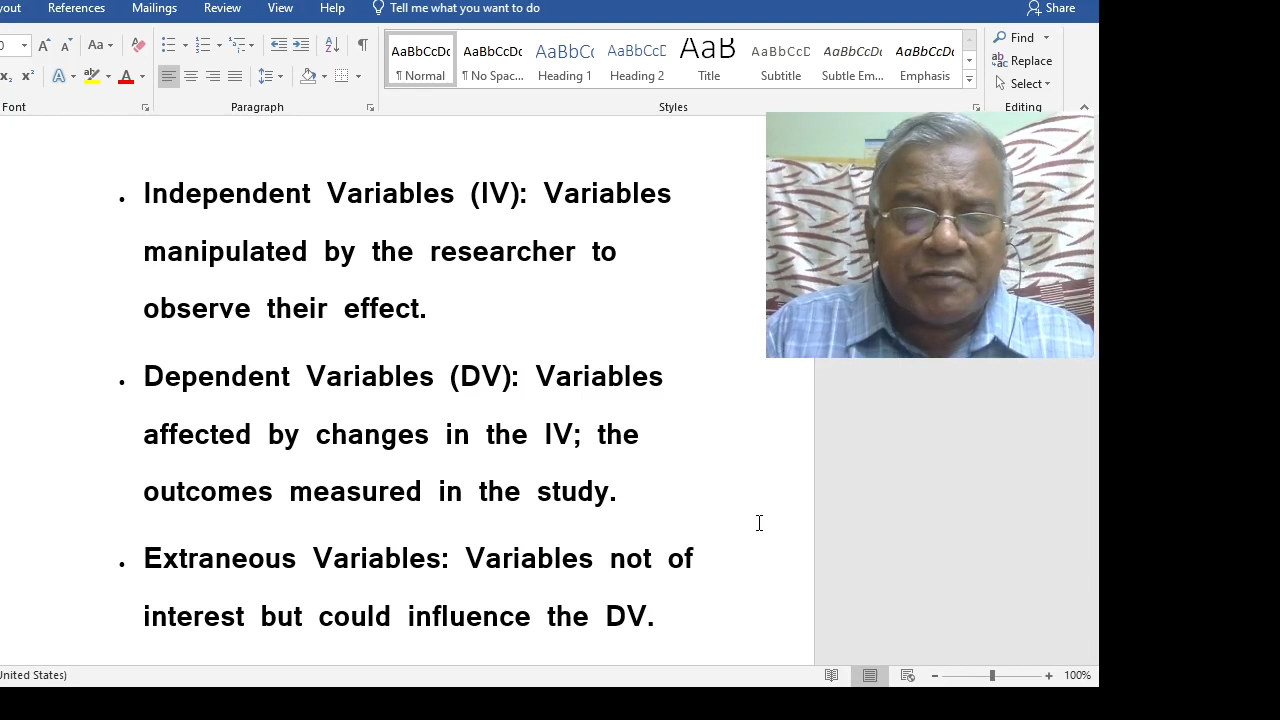 yout References Mailings Review View Help Tell me what you want to do Share
0 A A Aa
AaBbCcDc AaBbCcDc AaBbCc AaBbCcD AaB AaBbCcD AaBbCcDc AaBbCcDc
¶ Normal ¶ No Spac... Heading 1 Heading 2 Title Subtitle Subtle Em... Emphasis
Find
Replace
Select
Font Paragraph Styles Editing
• Independent Variables (IV): Variables
manipulated by the researcher to
observe their effect.
• Dependent Variables (DV): Variables
affected by changes in the IV; the
outcomes measured in the study.
• Extraneous Variables: Variables not of
interest but could influence the DV.
United States) 100%